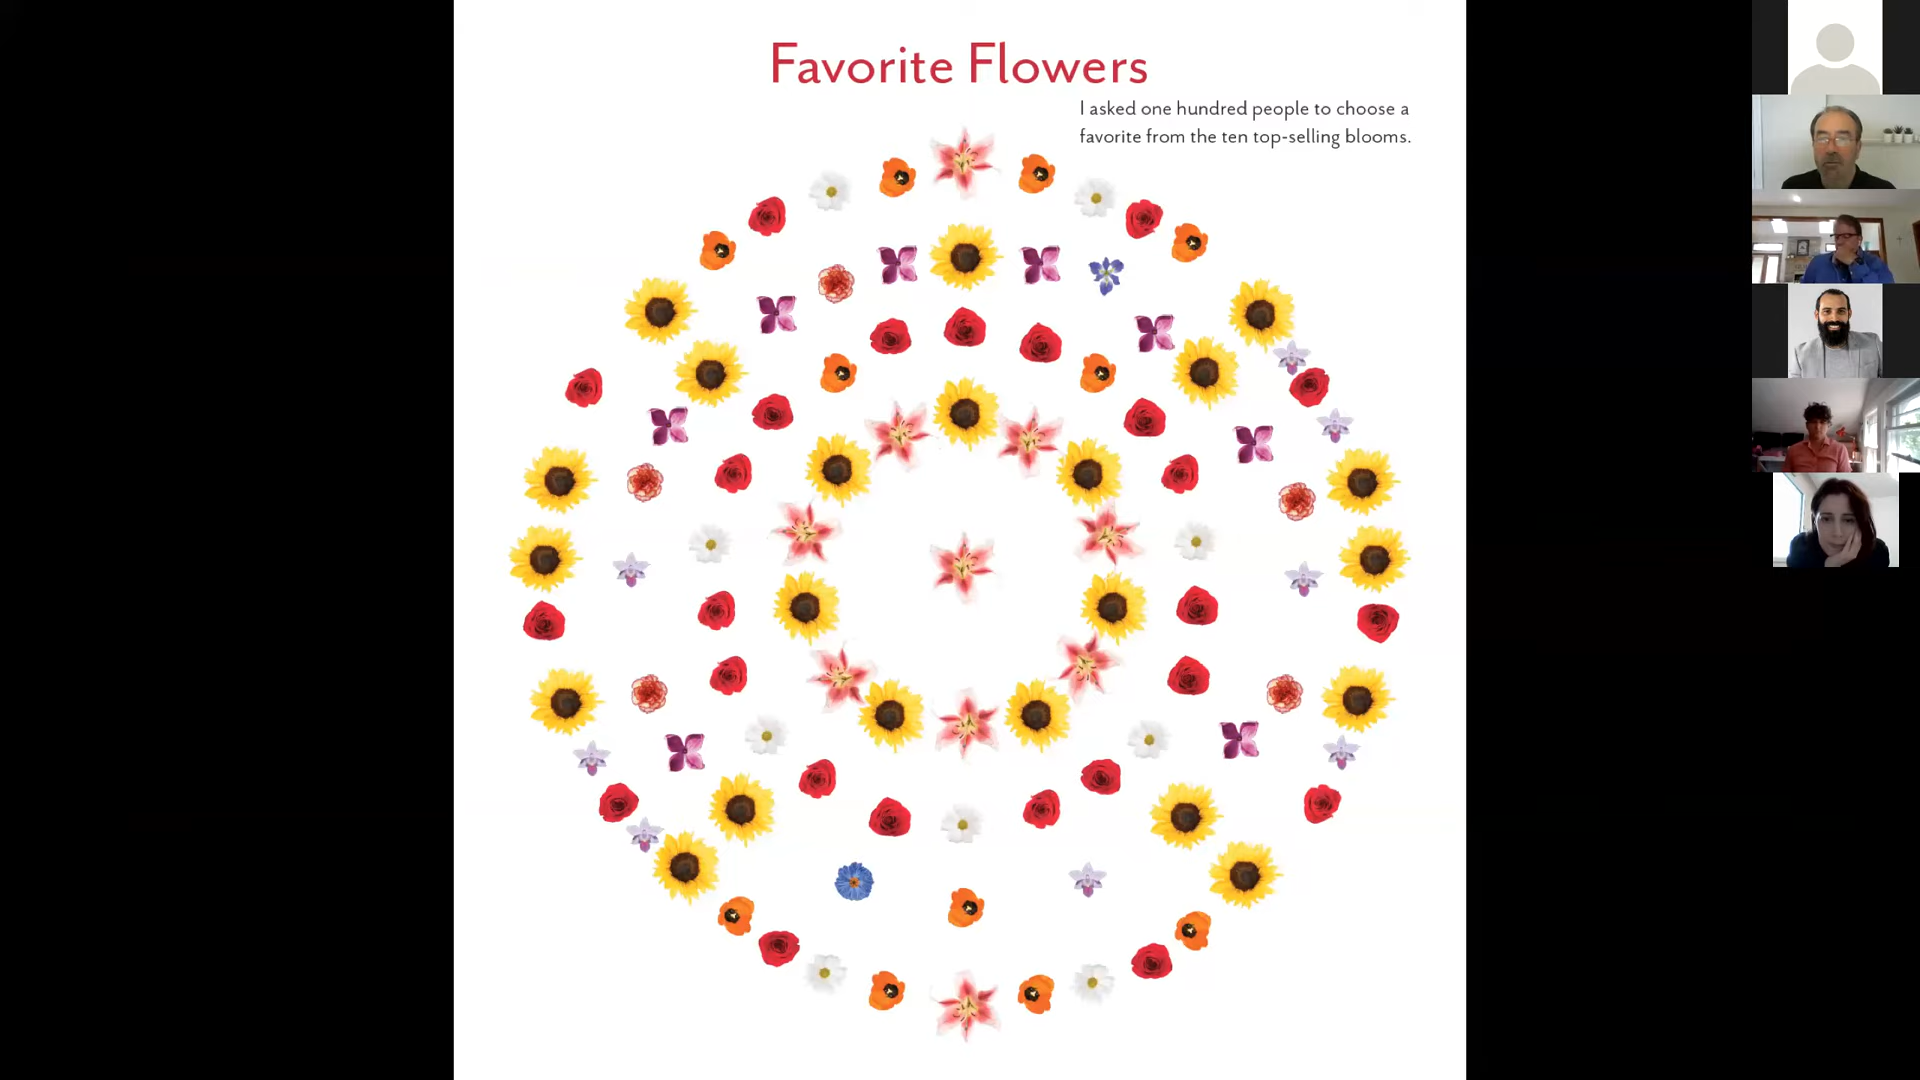 Favorite Flowers
I asked one hundred people to choose a
favorite from the ten top-selling blooms.